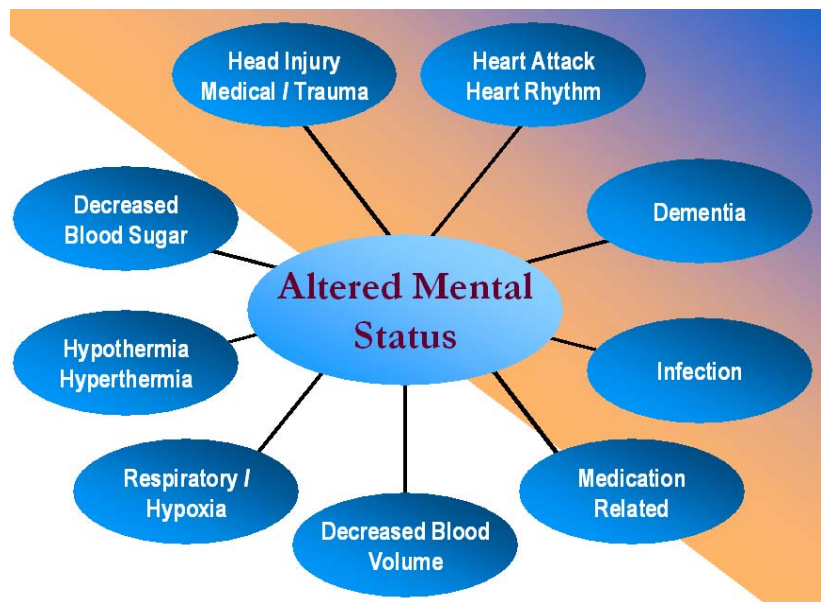 Head Injury
Medical / Trauma
Heart Attack
Heart Rhythm
Decreased
Blood Sugar
Dementia
Altered Mental
Status
Hypothermia
Hyperthermia
Infection
Respiratory /
Hypoxia
Medication
Related
Decreased Blood
Volume